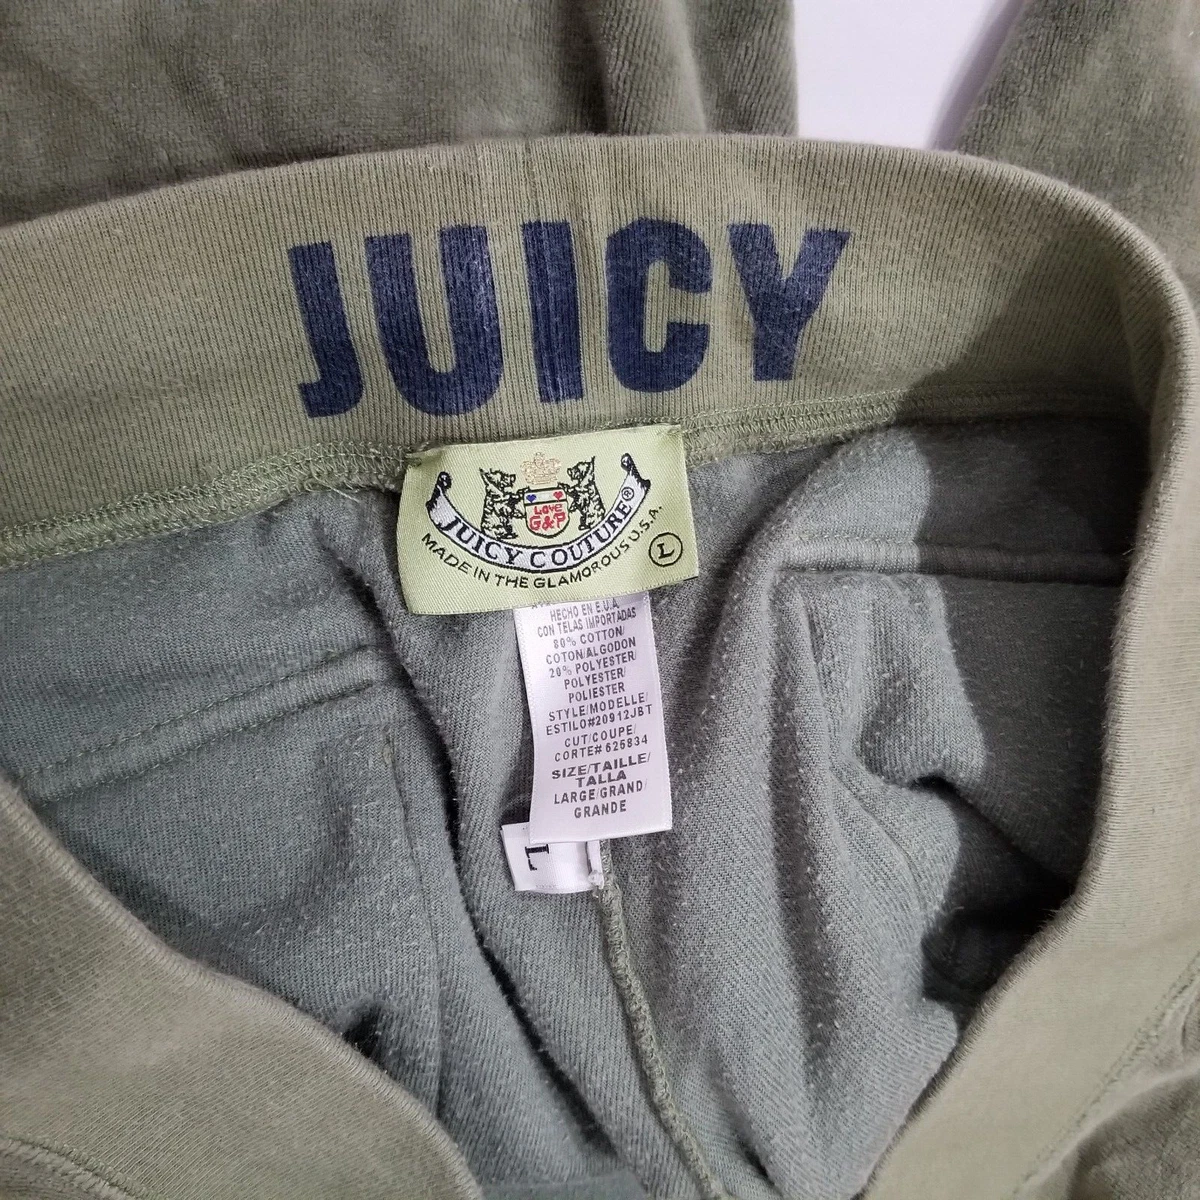 JUICY
Love
G&P
JUICY COUTURE®
MADE IN THE GLAMOROUS U.S.A.
L
HECHO EN E.U.A.
CON TELAS IMPORTADAS
80% COTTON/
COTON/ALGODON
20% POLYESTER/
POLYESTER/
POLIESTER
STYLE/MODELLE/
ESTILO#20912JBT
CUT/COUPE/
CORTE# 626834
SIZE/TAILLE/
TALLA
LARGE/GRAND/
GRANDE
L